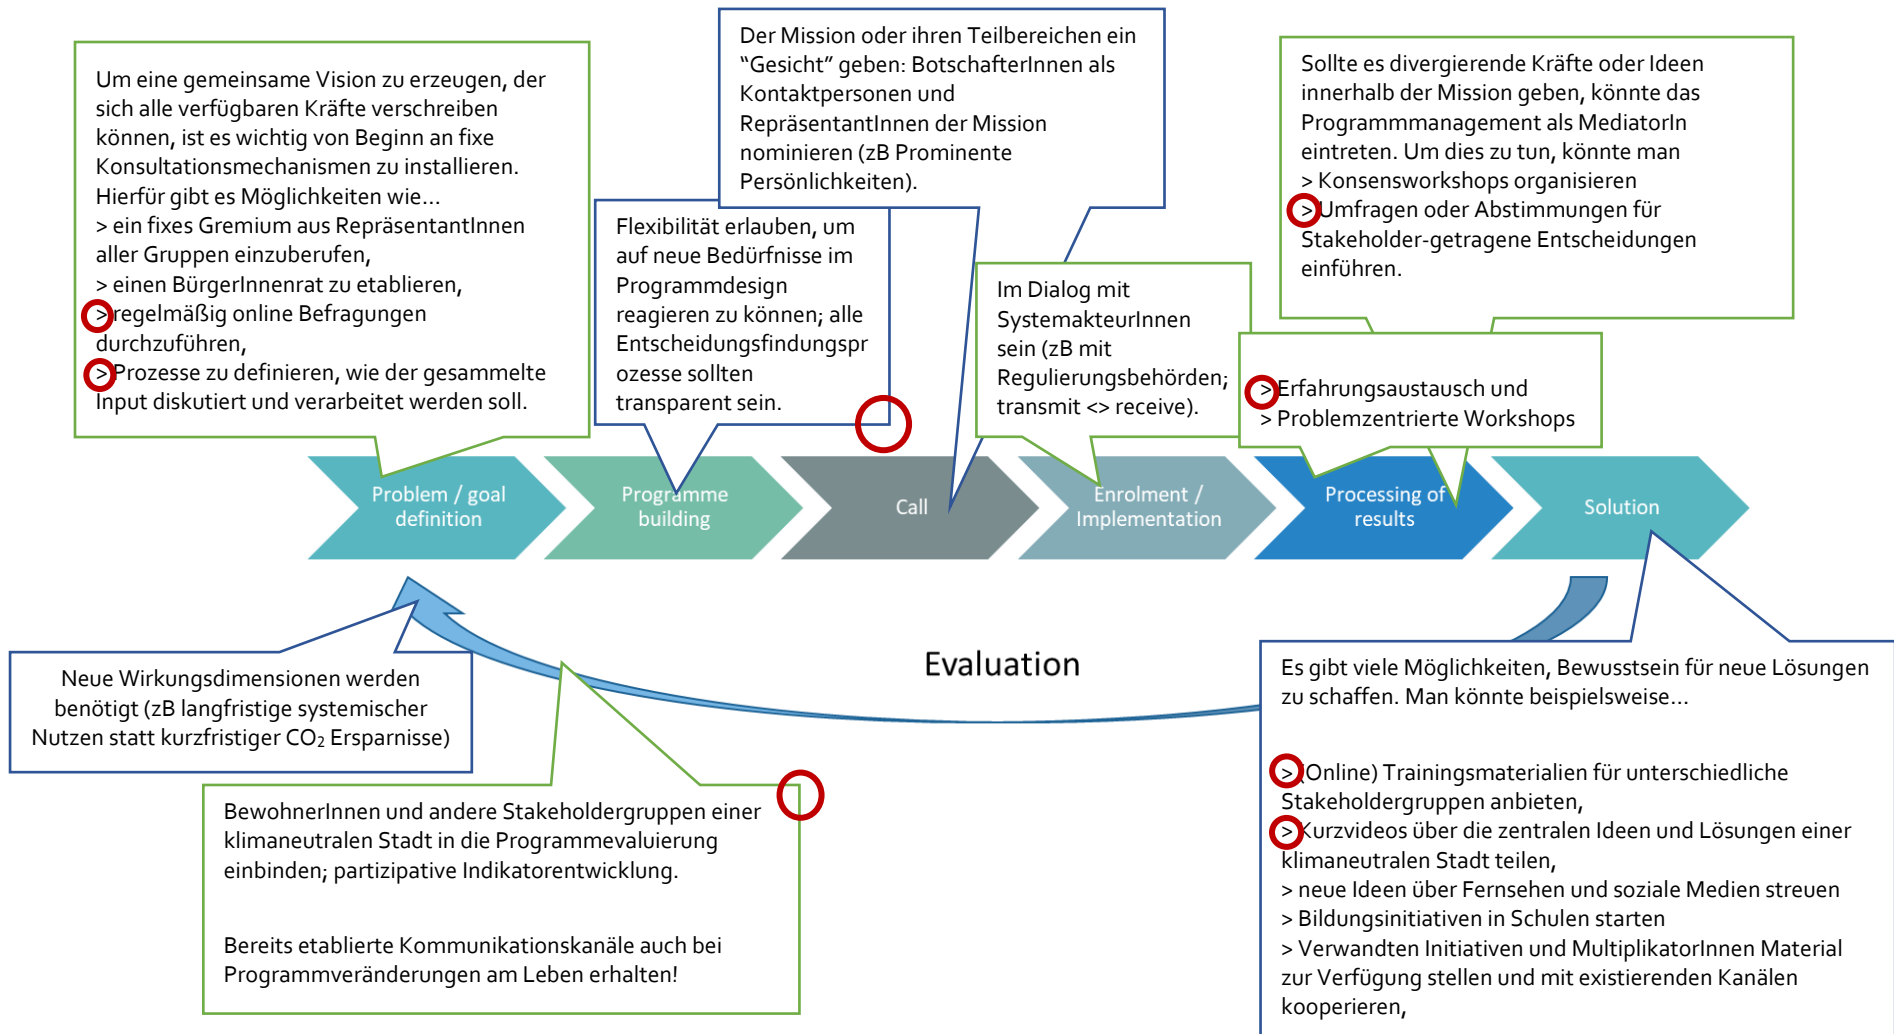 Um eine gemeinsame Vision zu erzeugen, der
sich alle verfügbaren Kräfte verschreiben
können, ist es wichtig von Beginn an fixe
Konsultationsmechanismen zu installieren.
Hierfür gibt es Möglichkeiten wie…
> ein fixes Gremium aus RepräsentantInnen
aller Gruppen einzuberufen,
> einen BürgerInnenrat zu etablieren,
> regelmäßig online Befragungen
durchzuführen,
> Prozesse zu definieren, wie der gesammelte
Input diskutiert und verarbeitet werden soll.
Flexibilität erlauben, um
auf neue Bedürfnisse im
Programmdesign
reagieren zu können; alle
Entscheidungsfindungspr
ozesse sollten
transparent sein.
Der Mission oder ihren Teilbereichen ein
“Gesicht” geben: BotschafterInnen als
Kontaktpersonen und
RepräsentantInnen der Mission
nominieren (zB Prominente
Persönlichkeiten).
Im Dialog mit
SystemakteurInnen
sein (zB mit
Regulierungsbehörden;
transmit <> receive).
Sollte es divergierende Kräfte oder Ideen
innerhalb der Mission geben, könnte das
Programmmanagement als MediatorIn
eintreten. Um dies zu tun, könnte man
> Konsensworkshops organisieren
> Umfragen oder Abstimmungen für
Stakeholder-getragene Entscheidungen
einführen.
> Erfahrungsaustausch und
> Problemzentrierte Workshops
Problem / goal
definition
Programme
building
Call
Enrolment /
Implementation
Processing of
results
Solution
Evaluation
Neue Wirkungsdimensionen werden
benötigt (zB langfristige systemischer
Nutzen statt kurzfristiger CO₂ Ersparnisse)
BewohnerInnen und andere Stakeholdergruppen einer
klimaneutralen Stadt in die Programmevaluierung
einbinden; partizipative Indikatorentwicklung.
Bereits etablierte Kommunikationskanäle auch bei
Programmveränderungen am Leben erhalten!
Es gibt viele Möglichkeiten, Bewusstsein für neue Lösungen
zu schaffen. Man könnte beispielsweise…
> (Online) Trainingsmaterialien für unterschiedliche
Stakeholdergruppen anbieten,
> Kurzvideos über die zentralen Ideen und Lösungen einer
klimaneutralen Stadt teilen,
> neue Ideen über Fernsehen und soziale Medien streuen
> Bildungsinitiativen in Schulen starten
> Verwandten Initiativen und MultiplikatorInnen Material
zur Verfügung stellen und mit existierenden Kanälen
kooperieren,